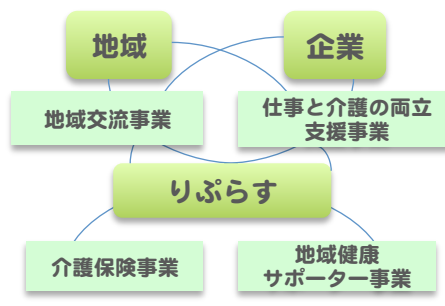 地域
企業
地域交流事業
仕事と介護の両立
支援事業
りぷらす
介護保険事業
地域健康
サポーター事業